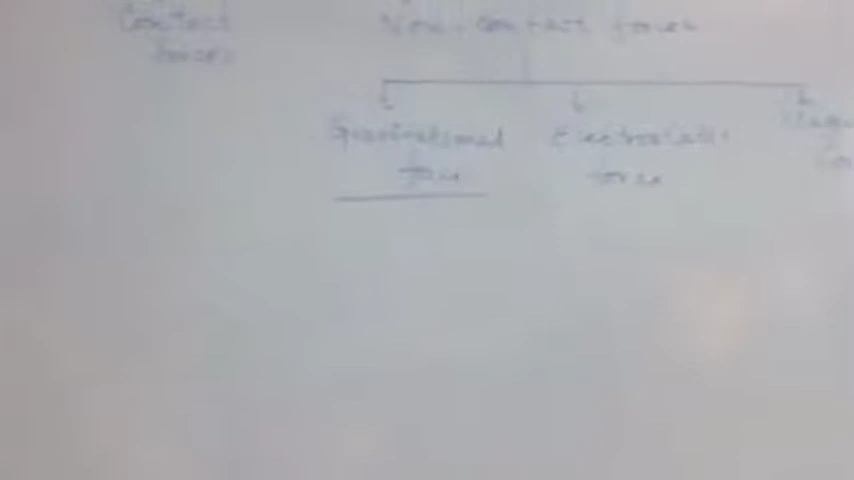 Contact Non-contact forces
forces
Gravitational Electrostatic
force force